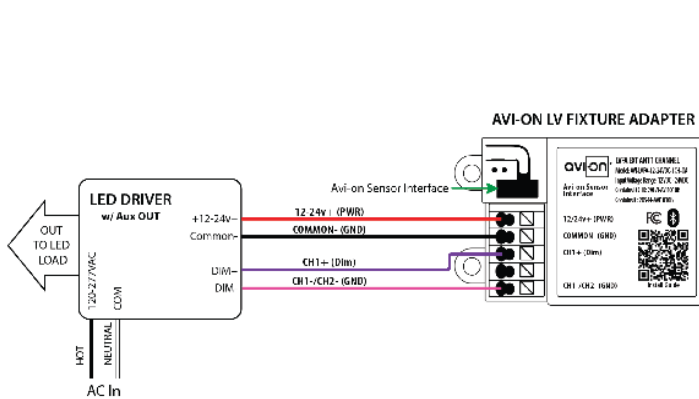 AVI-ON LV FIXTURE ADAPTER
Avi-on Sensor Interface
avi-on
Avi-on Sensor
Interface
12/24v+ (PWR)
COMMON (GND)
CH1+ (Dim)
CH1 /CH2 (GND)
FC
Install Guide
LED DRIVER
w/ Aux OUT
+12-24v
Common-
DIM+
DIM
12-24v+ (PWR)
COMMON- (GND)
CH1+ (Dim)
CH1-/CH2- (GND)
OUT
TO LED
LOAD
120-277VAC
COM
HOT
NEUTRAL
AC In